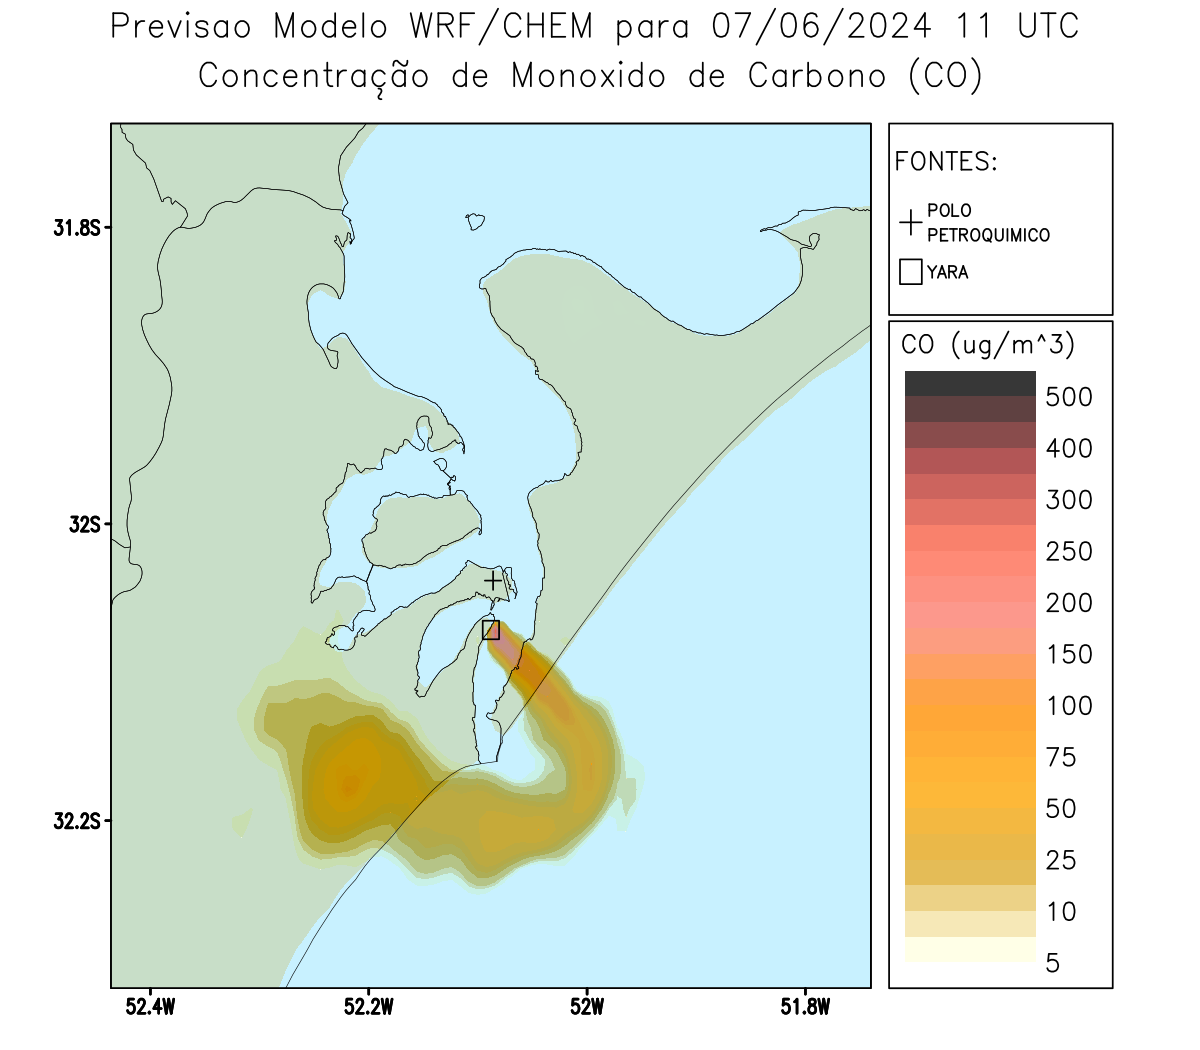 Previsao Modelo WRF/CHEM para 07/06/2024 11 UTC
Concentração de Monoxido de Carbono (CO)
FONTES:
POLO
PETROQUIMICO
YARA
CO (ug/m^3)
500
400
300
250
200
150
100
75
50
25
10
5
31.8S
32S
32.2S
52.4W
52.2W
52W
51.8W